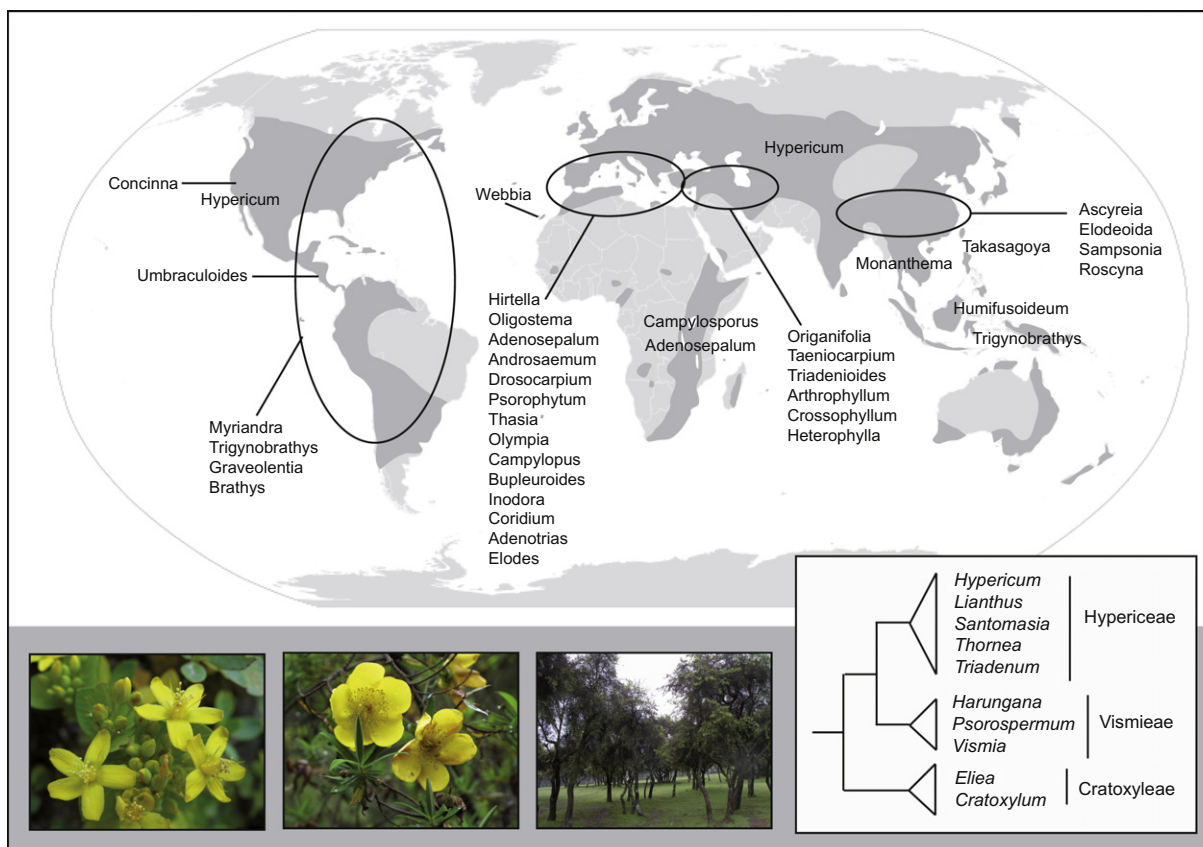 Concinna
Hypericum
Umbraculoides
Myriandra
Trigynobrathys
Graveolentia
Brathys
Webbia
Hirtella
Oligostema
Adenosepalum
Androsaemum
Drosocarpium
Psorophytum
Thasia
Olympia
Campylopus
Bupleuroides
Inodora
Coridium
Adenotrias
Elodes
Campylosporus
Adenosepalum
Origanifolia
Taeniocarpium
Triadenioides
Arthrophyllum
Crossophyllum
Heterophylla
Hypericum
Monanthema
Takasagoya
Ascyreia
Elodeoida
Sampsonia
Roscyna
Humifusoideum
Trigynobrathys
Hypericum
Lianthus
Santomasia
Thornea
Triadenum
Hypericeae
Harungana
Psorospermum
Vismia
Vismieae
Eliea
Cratoxylum
Cratoxyleae